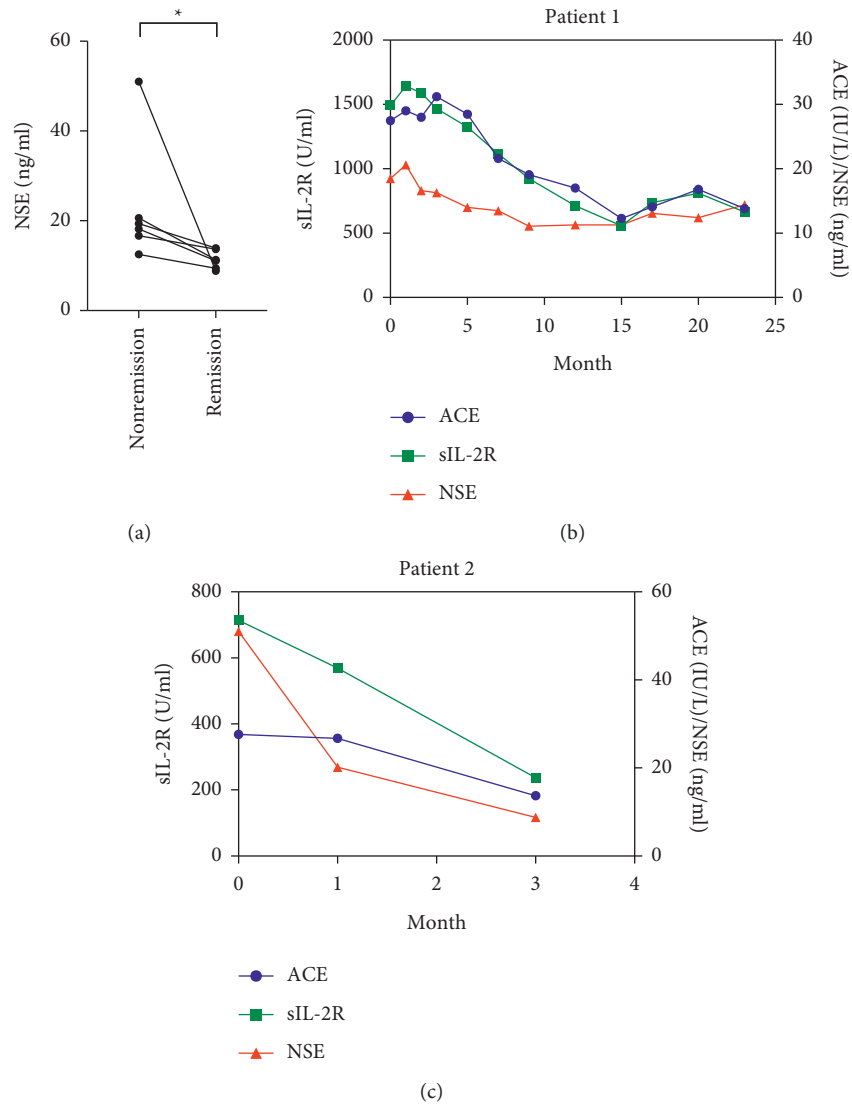 *
60
40
20
0
NSE (ng/ml)
Nonremission
Remission
(a)
Patient 1
2000
1500
1000
500
0
sIL-2R (U/ml)
40
30
20
10
0
ACE (IU/L)/NSE (ng/ml)
0 5 10 15 20 25
Month
ACE
sIL-2R
NSE
(b)
Patient 2
800
600
400
200
0
sIL-2R (U/ml)
60
40
20
0
ACE (IU/L)/NSE (ng/ml)
0 1 2 3 4
Month
ACE
sIL-2R
NSE
(c)